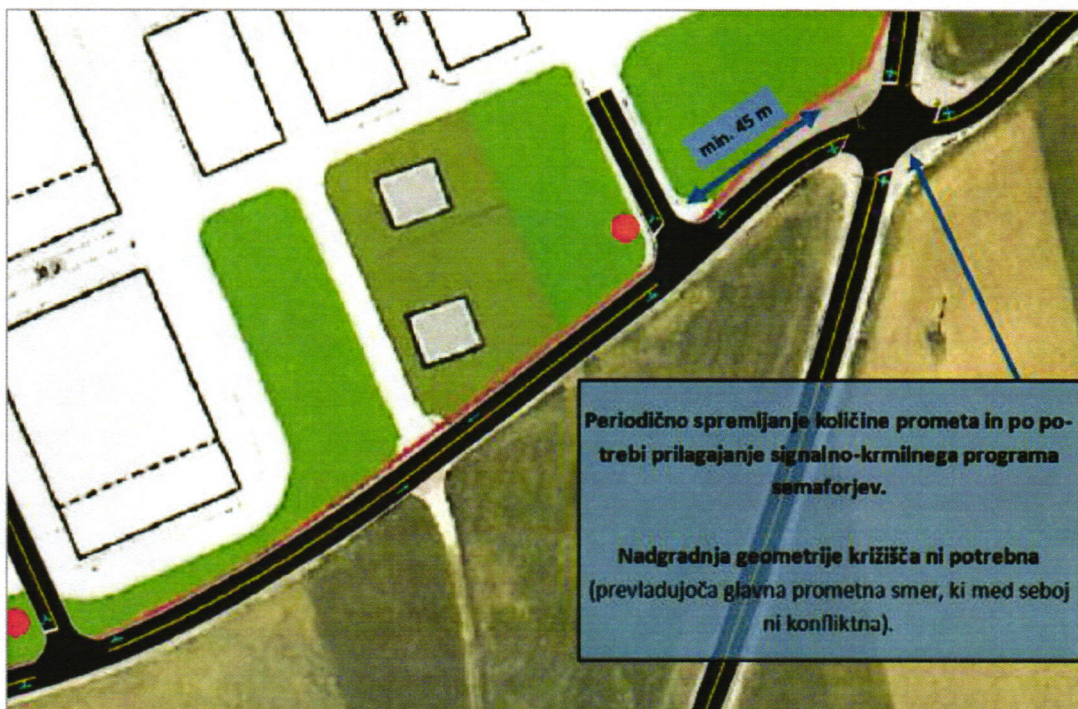 min. 45 m
Periodično spremljanje količine prometa in po po-
trebi prilagajanje signalno-krmilnega programa
semaforjev.
Nadgradnja geometrije križišča ni potrebna
(prevladujoča glavna prometna smer, ki med seboj
ni konfliktna).